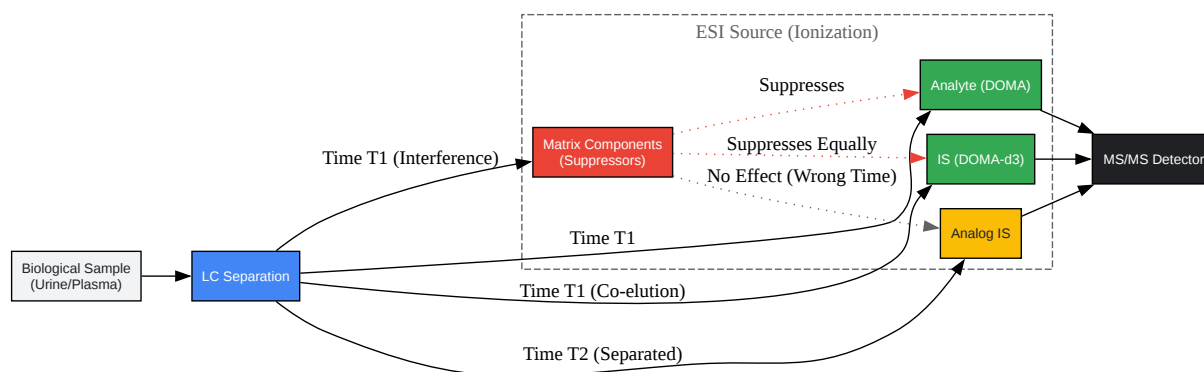 ESI Source (Ionization)
Suppresses
Analyte (DOMA)
Time T1 (Interference)
Matrix Components
(Suppressors)
Suppresses Equally
IS (DOMA-d3)
MS/MS Detector
No Effect (Wrong Time)
Analog IS
Time T1
Biological Sample
(Urine/Plasma)
LC Separation
Time T1 (Co-elution)
Time T2 (Separated)